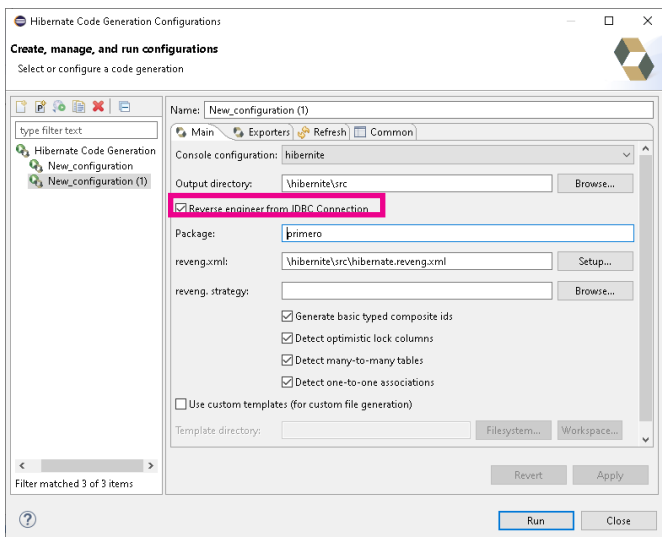 Hibernate Code Generation Configurations
Create, manage, and run configurations
Select or configure a code generation
type filter text
Hibernate Code Generation
New_configuration
New_configuration (1)
Filter matched 3 of 3 items
Name: New_configuration (1)
Main Exporters Refresh Common
Console configuration: hibernite
Output directory: \hibernite\src Browse...
Reverse engineer from JDBC Connection
Package: primero
reveng.xml: \hibernite\src\hibernate.reveng.xml Setup...
reveng. strategy: Browse...
Generate basic typed composite ids
Detect optimistic lock columns
Detect many-to-many tables
Detect one-to-one associations
Use custom templates (for custom file generation)
Template directory: Filesystem... Workspace...
Revert Apply
Run Close